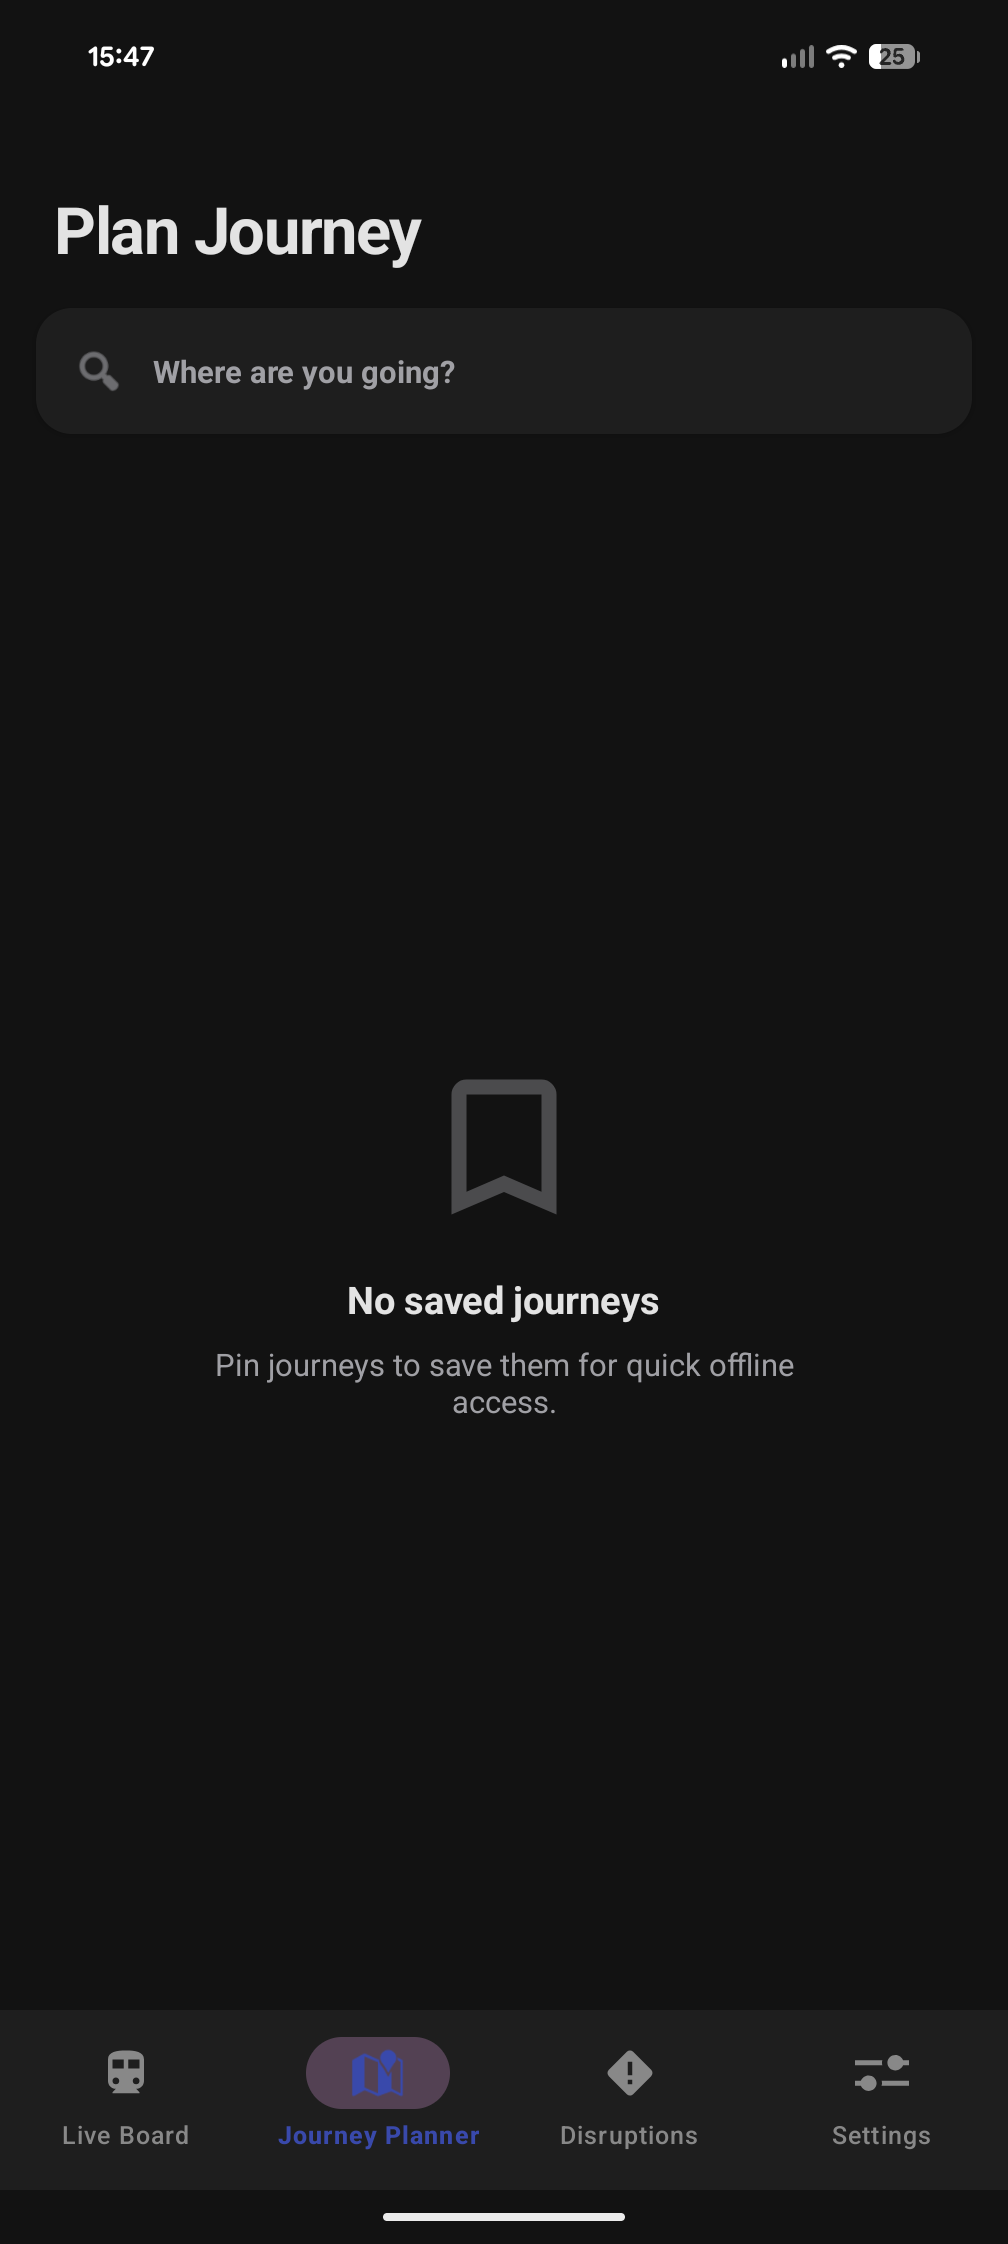 15:47
25
Plan Journey
Where are you going?
No saved journeys
Pin journeys to save them for quick offline
access.
Live Board
Journey Planner
Disruptions
Settings